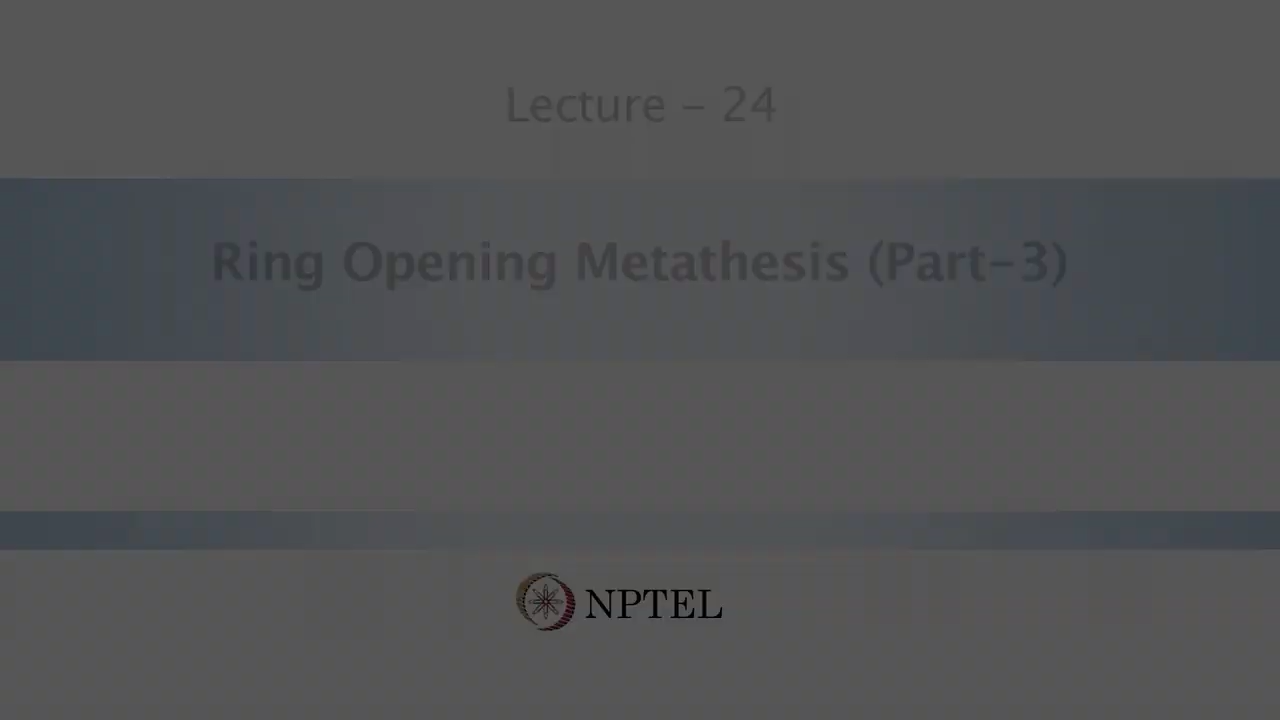 Lecture – 24
Ring Opening Metathesis (Part-3)
NPTEL